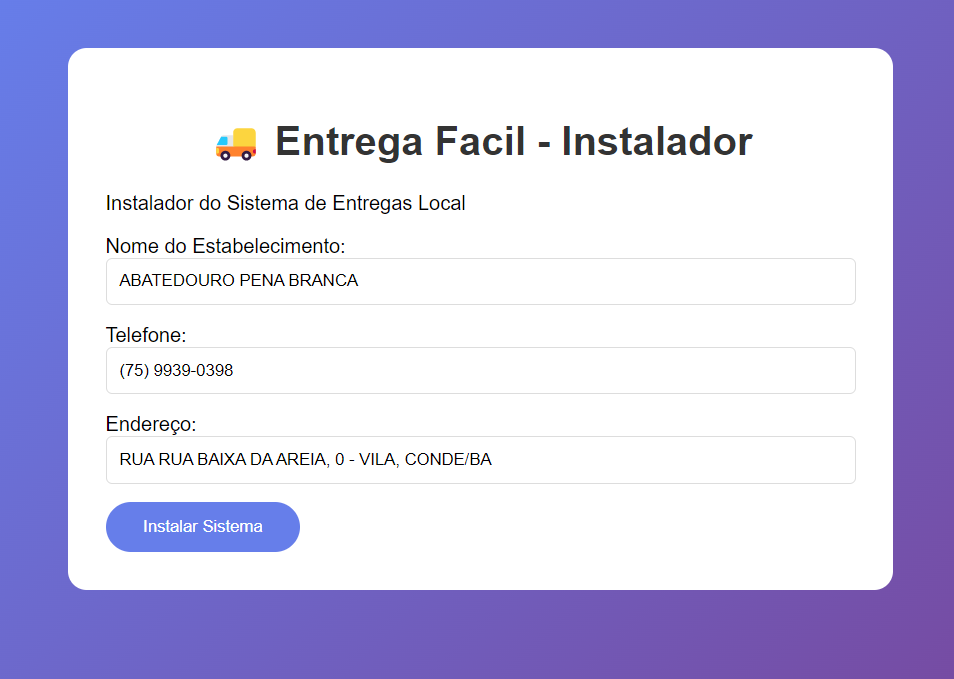 Entrega Facil - Instalador
Instalador do Sistema de Entregas Local
Nome do Estabelecimento:
ABATEDOURO PENA BRANCA
Telefone:
(75) 9939-0398
Endereço:
RUA RUA BAIXA DA AREIA, 0 - VILA, CONDE/BA
Instalar Sistema